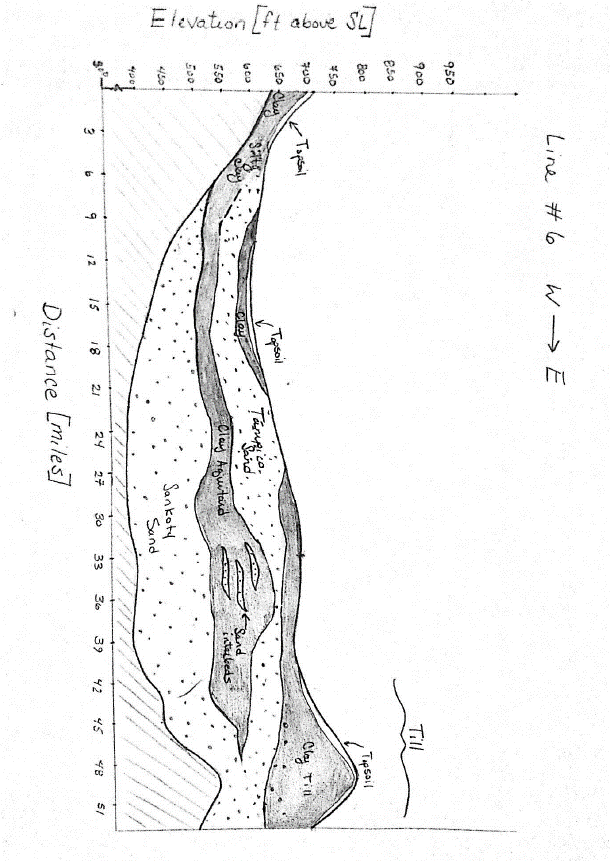 Line #6 W → E
Elevation [ft above SL]
950
900
850
800
750
700
650
600
550
500
450
400
Till
Topsoil
Topsoil
Topsoil
Clay
Silty
Clay
Clay
Tampico
Sand
Clay Aquitard
Sand
interbeds
Clay Till
Sankoty
Sand
3
6
9
12
15
18
21
24
27
30
33
36
39
42
45
48
51
Distance [miles]